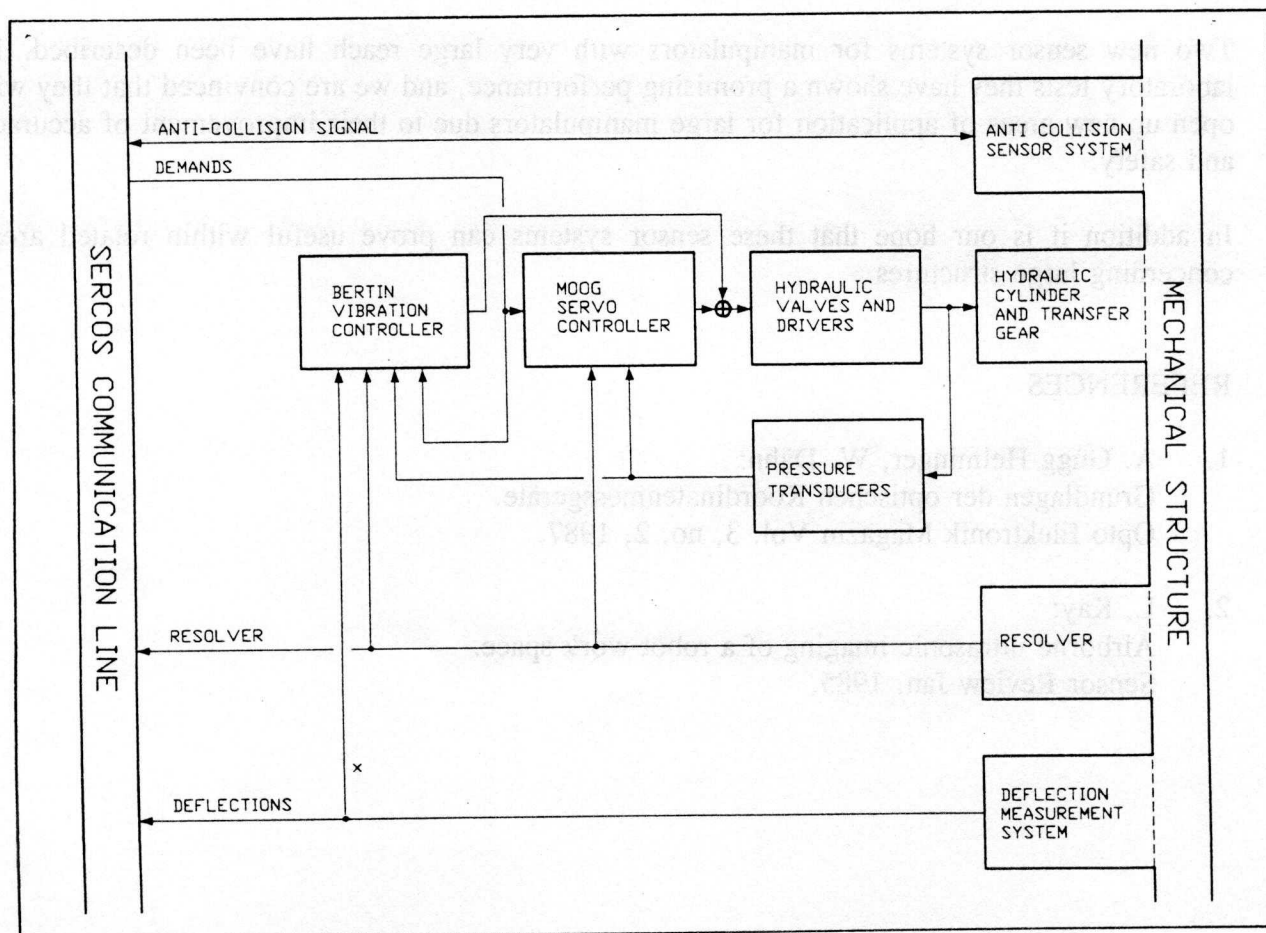 ANTI-COLLISION SIGNAL
DEMANDS
ANTI COLLISION
SENSOR SYSTEM
SERCOS COMMUNICATION LINE
BERTIN
VIBRATION
CONTROLLER
MOOG
SERVO
CONTROLLER
HYDRAULIC
VALVES AND
DRIVERS
HYDRAULIC
CYLINDER
AND TRANSFER
GEAR
MECHANICAL STRUCTURE
PRESSURE
TRANSDUCERS
RESOLVER
RESOLVER
×
DEFLECTIONS
DEFLECTION
MEASUREMENT
SYSTEM
Two new sensor systems for manipulators with very large reach have been described.
laboratory tests they have shown a promising performance, and we are convinced that they
open up new areas of application for large manipulators due to their improvement of
and safety.
In addition it is our hope that these sensor systems can prove useful within related
concerning large structures.
REFERENCES
1.
Grundlagen der optischen Koordinatenmessgeräte.
Opto Elektronik Magazin Vol. 3, no. 2, 1987.
2. L. Kay:
Airborne ultrasonic imaging of a robot work space.
Sensor Review Jan. 1985.